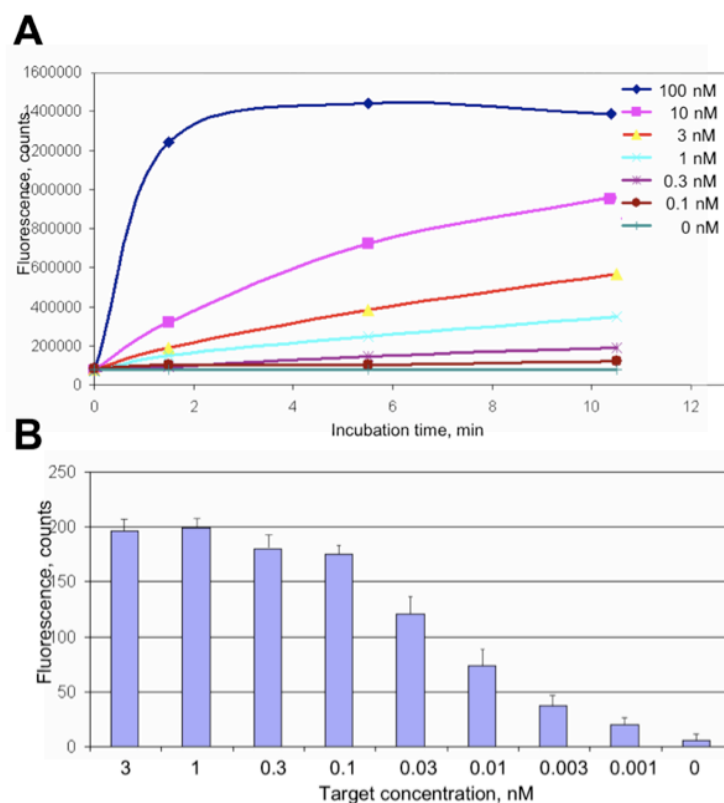 A
1600000
1400000
1200000
1000000
800000
600000
400000
200000
0
Fluorescence, counts
0 2 4 6 8 10 12
Incubation time, min
100 nM
10 nM
3 nM
1 nM
0.3 nM
0.1 nM
0 nM
B
250
200
150
100
50
0
Fluorescence, counts
3 1 0.3 0.1 0.03 0.01 0.003 0.001 0
Target concentration, nM